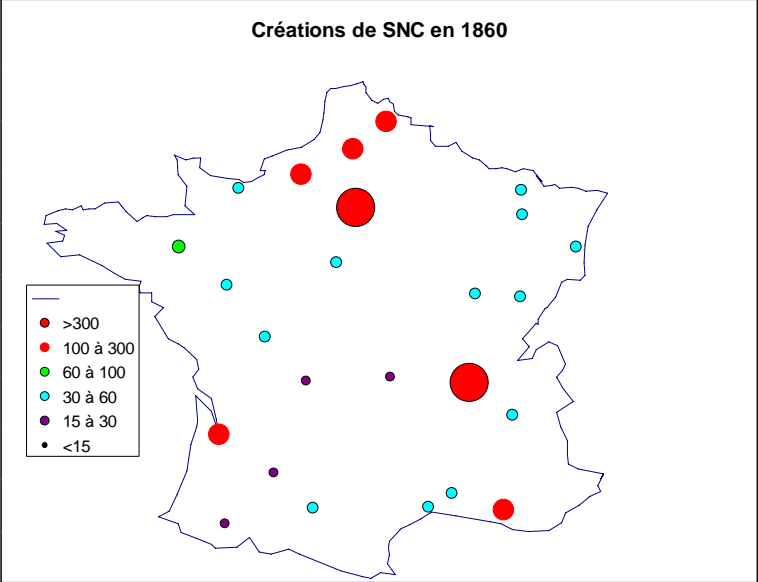 Créations de SNC en 1860
>300
100 à 300
60 à 100
30 à 60
15 à 30
<15